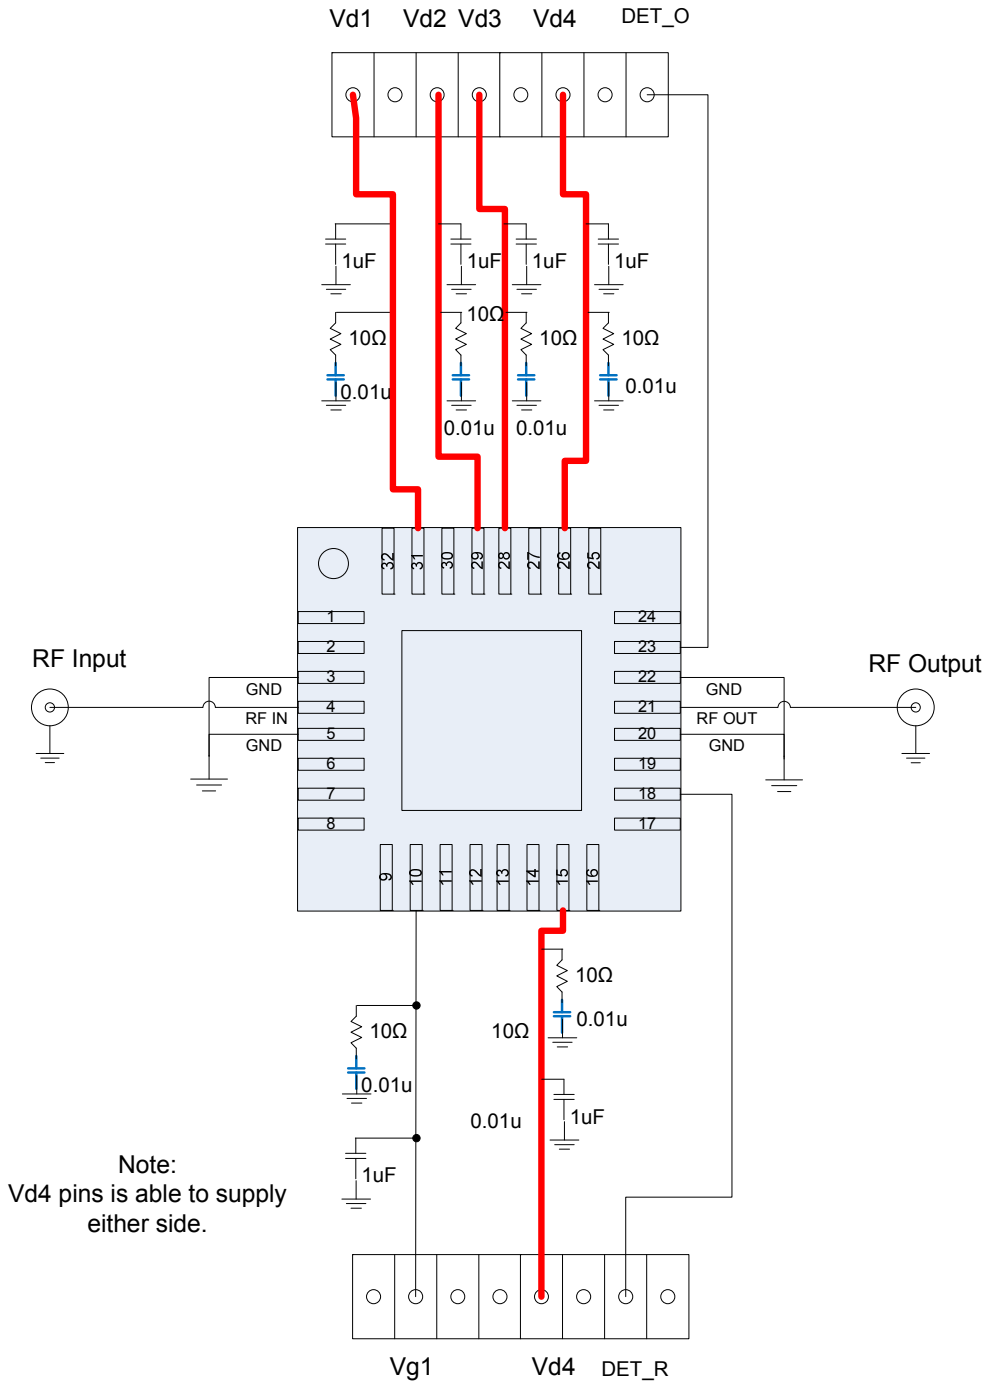 Vd1 Vd2 Vd3 Vd4 DET_O
1uF 1uF 1uF 1uF
10Ω
10Ω 10Ω 10Ω 10Ω
0.01u 0.01u
0.01u 0.01u
32 31 30 29 28 27 26 25
1 24
2 23
RF Input RF Output
3 22
GND GND
4 21
RF IN RF OUT
5 20
GND GND
6 19
7 18
8 17
9 10 11 12 13 14 15 16
10Ω
0.01u
10Ω 10Ω
0.01u
0.01u 1uF
Note:
Vd4 pins is able to supply
either side.
1uF
Vg1 Vd4 DET_R